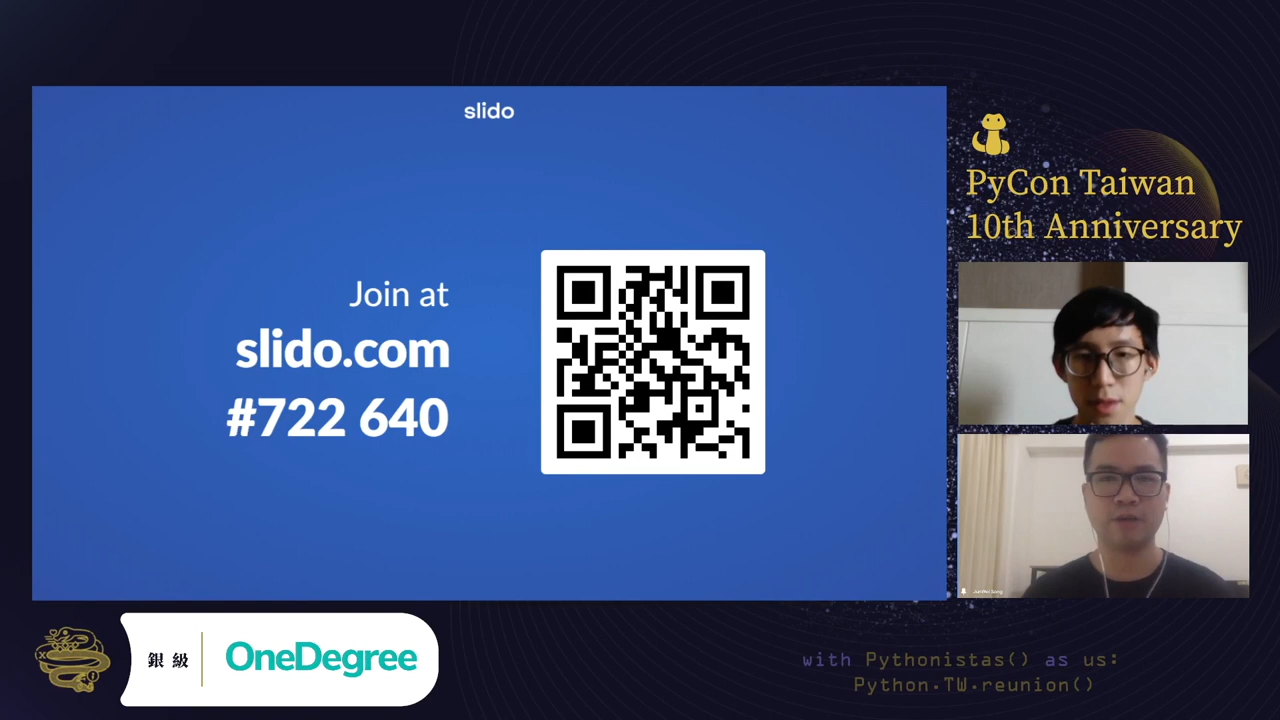 slido
Join at
slido.com
#722 640
PyCon Taiwan
10th Anniversary
銀級
OneDegree
with Pythonistas() as us:
Python.TW.reunion()